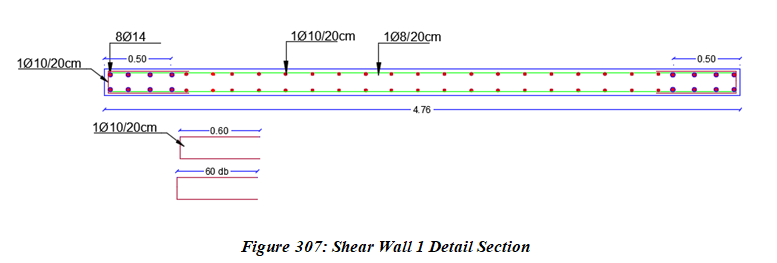 8Ø14
1Ø10/20cm
1Ø8/20cm
0.50
0.50
1Ø10/20cm
4.76
1Ø10/20cm
0.60
60 db
Figure 307: Shear Wall 1 Detail Section